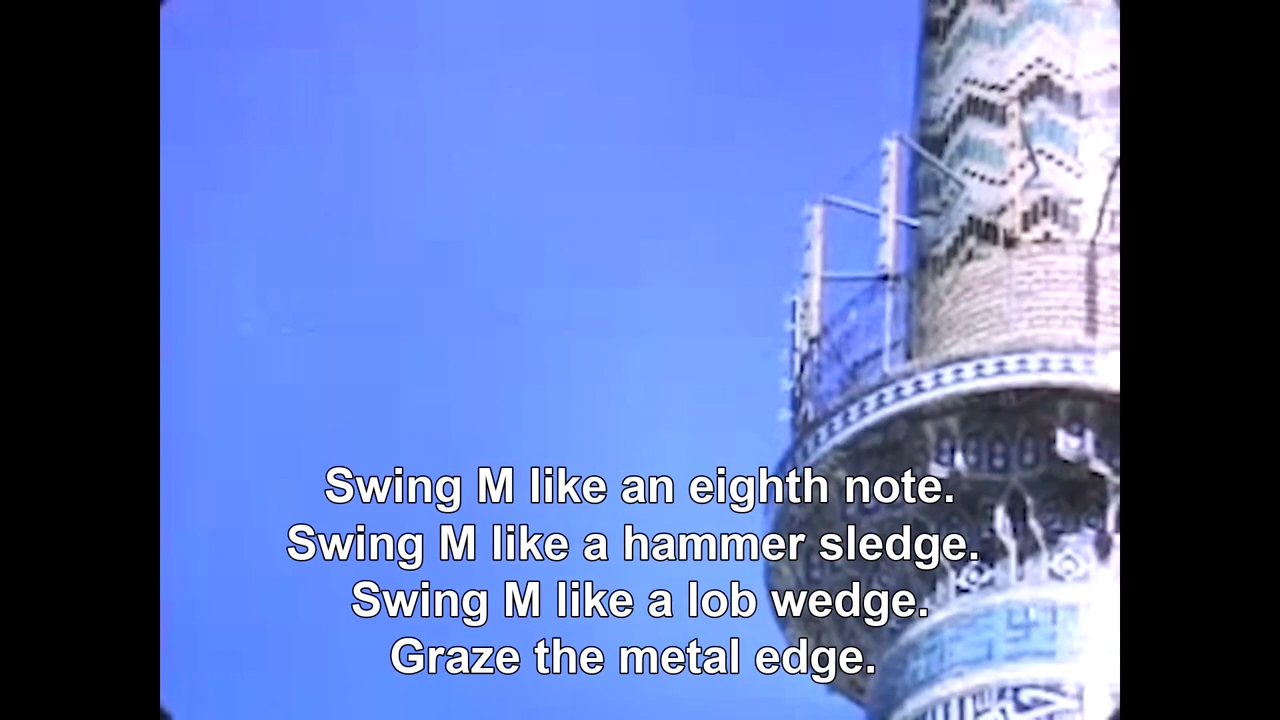 Swing M like an eighth note.
Swing M like a hammer sledge.
Swing M like a lob wedge.
Graze the metal edge.